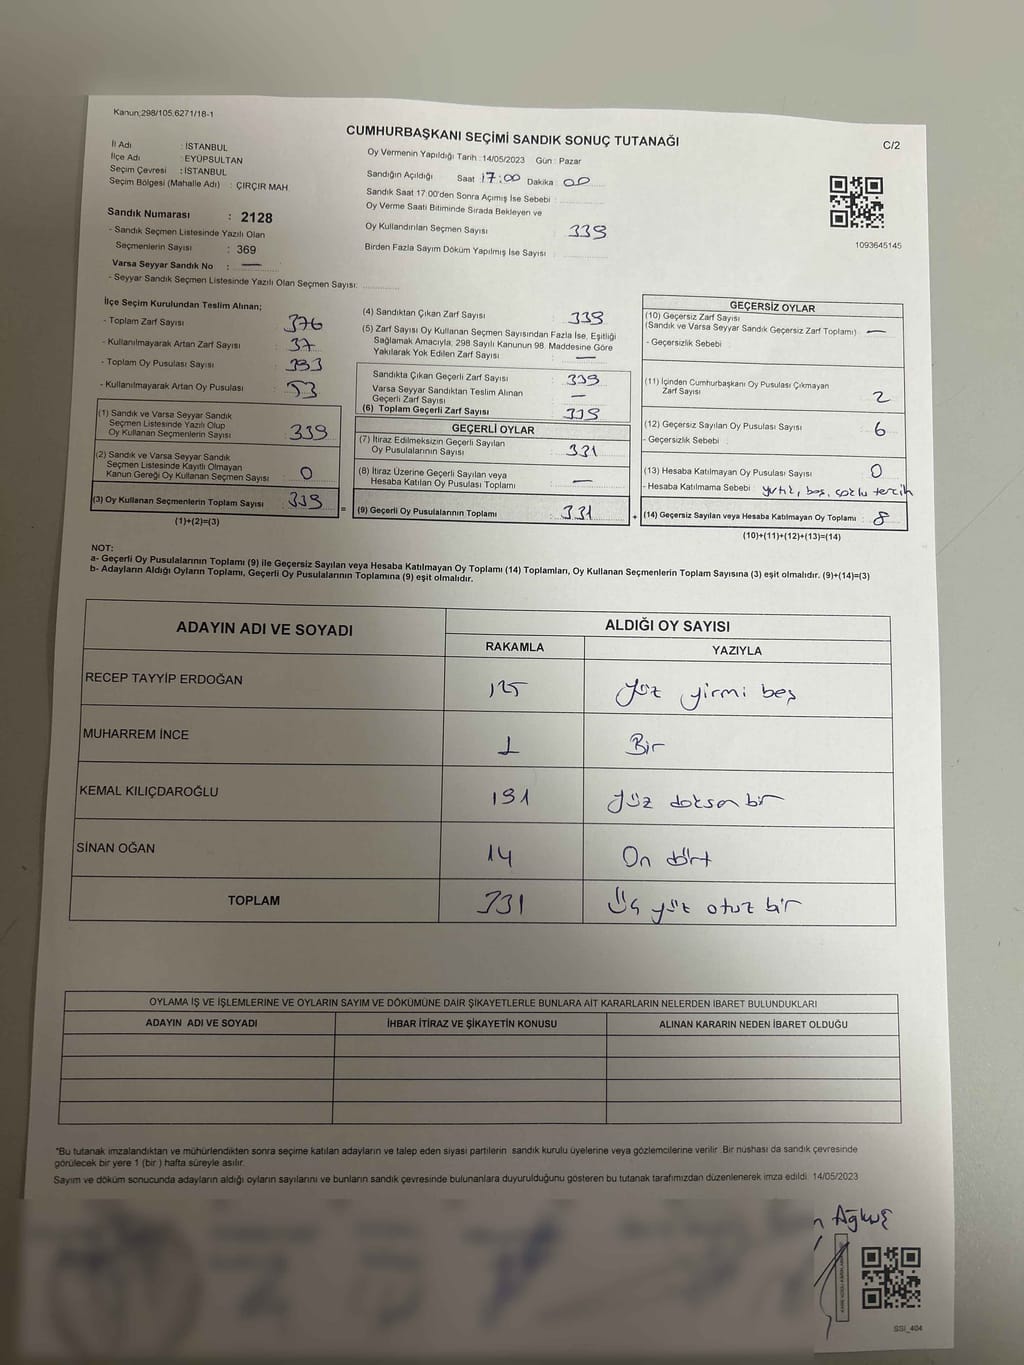 Kanun;298/105,6271/18-1
CUMHURBAŞKANI SEÇİMİ SANDIK SONUÇ TUTANAĞI
C/2
İl Adı : İSTANBUL
İlçe Adı : EYÜPSULTAN
Seçim Çevresi : İSTANBUL
Seçim Bölgesi (Mahalle Adı) : ÇIRÇIR MAH.
Sandık Numarası : 2128
- Sandık Seçmen Listesinde Yazılı Olan
Seçmenlerin Sayısı : 369
Varsa Seyyar Sandık No : —
- Seyyar Sandık Seçmen Listesinde Yazılı Olan Seçmen Sayısı:
Oy Vermenin Yapıldığı Tarih :14/05/2023 Gün : Pazar
Sandığın Açıldığı Saat 17:00 Dakika : 00
Sandık Saat 17:00'den Sonra Açımış İse Sebebi :
Oy Verme Saati Bitiminde Sırada Bekleyen ve
Oy Kullandırılan Seçmen Sayısı : 339
Birden Fazla Sayım Döküm Yapılmış İse Sayısı :
1093645145
İlçe Seçim Kurulundan Teslim Alınan;
- Toplam Zarf Sayısı : 376
- Kullanılmayarak Artan Zarf Sayısı : 37
- Toplam Oy Pusulası Sayısı : 393
- Kullanılmayarak Artan Oy Pusulası : 53
(1) Sandık ve Varsa Seyyar Sandık
Seçmen Listesinde Yazılı Olup
Oy Kullanan Seçmenlerin Sayısı : 339
(2) Sandık ve Varsa Seyyar Sandık
Seçmen Listesinde Kayıtlı Olmayan
Kanun Gereği Oy Kullanan Seçmen Sayısı : 0
(3) Oy Kullanan Seçmenlerin Toplam Sayısı : 339
(1)+(2)=(3)
=
(4) Sandıktan Çıkan Zarf Sayısı : 339
(5) Zarf Sayısı Oy Kullanan Seçmen Sayısından Fazla İse, Eşitliği
Sağlamak Amacıyla, 298 Sayılı Kanunun 98. Maddesine Göre
Yakılarak Yok Edilen Zarf Sayısı : —
Sandıkta Çıkan Geçerli Zarf Sayısı : 339
Varsa Seyyar Sandıktan Teslim Alınan
Geçerli Zarf Sayısı : —
(6) Toplam Geçerli Zarf Sayısı : 339
GEÇERLİ OYLAR
(7) İtiraz Edilmeksizin Geçerli Sayılan
Oy Pusulalarının Sayısı : 331
(8) İtiraz Üzerine Geçerli Sayılan veya
Hesaba Katılan Oy Pusulası Toplamı : —
(9) Geçerli Oy Pusulalarının Toplamı : 331
+
GEÇERSİZ OYLAR
(10) Geçersiz Zarf Sayısı
(Sandık ve Varsa Seyyar Sandık Geçersiz Zarf Toplamı) : —
- Geçersizlik Sebebi :
(11) İçinden Cumhurbaşkanı Oy Pusulası Çıkmayan
Zarf Sayısı : 2
(12) Geçersiz Sayılan Oy Pusulası Sayısı : 6
- Geçersizlik Sebebi :
(13) Hesaba Katılmayan Oy Pusulası Sayısı : 0
- Hesaba Katılmama Sebebi : yırtık, boş, çoklu tercih
(14) Geçersiz Sayılan veya Hesaba Katılmayan Oy Toplamı : 8
(10)+(11)+(12)+(13)=(14)
NOT:
a- Geçerli Oy Pusulalarının Toplamı (9) ile Geçersiz Sayılan veya Hesaba Katılmayan Oy Toplamı (14) Toplamları, Oy Kullanan Seçmenlerin Toplam Sayısına (3) eşit olmalıdır. (9)+(14)=(3)
b- Adayların Aldığı Oyların Toplamı, Geçerli Oy Pusulalarının Toplamına (9) eşit olmalıdır.
ADAYIN ADI VE SOYADI ALDIĞI OY SAYISI
RAKAMLA YAZIYLA
RECEP TAYYİP ERDOĞAN 125 Yüz yirmi beş
MUHARREM İNCE 1 Bir
KEMAL KILIÇDAROĞLU 191 yüz doksan bir
SİNAN OĞAN 14 On dört
TOPLAM 331 Üç yüz otuz bir
OYLAMA İŞ VE İŞLEMLERİNE VE OYLARIN SAYIM VE DÖKÜMÜNE DAİR ŞİKAYETLERLE BUNLARA AİT KARARLARIN NELERDEN İBARET BULUNDUKLARI
ADAYIN ADI VE SOYADI İHBAR İTİRAZ VE ŞİKAYETİN KONUSU ALINAN KARARIN NEDEN İBARET OLDUĞU
*Bu tutanak imzalandıktan ve mühürlendikten sonra seçime katılan adayların ve talep eden siyasi partilerin sandık kurulu üyelerine veya gözlemcilerine verilir. Bir nüshası da sandık çevresinde
görülecek bir yere 1 (bir ) hafta süreyle asılır.
Sayım ve döküm sonucunda adayların aldığı oyların sayılarını ve bunların sandık çevresinde bulunanlara duyurulduğunu gösteren bu tutanak tarafımızdan düzenlenerek imza edildi. 14/05/2023
SSI_404